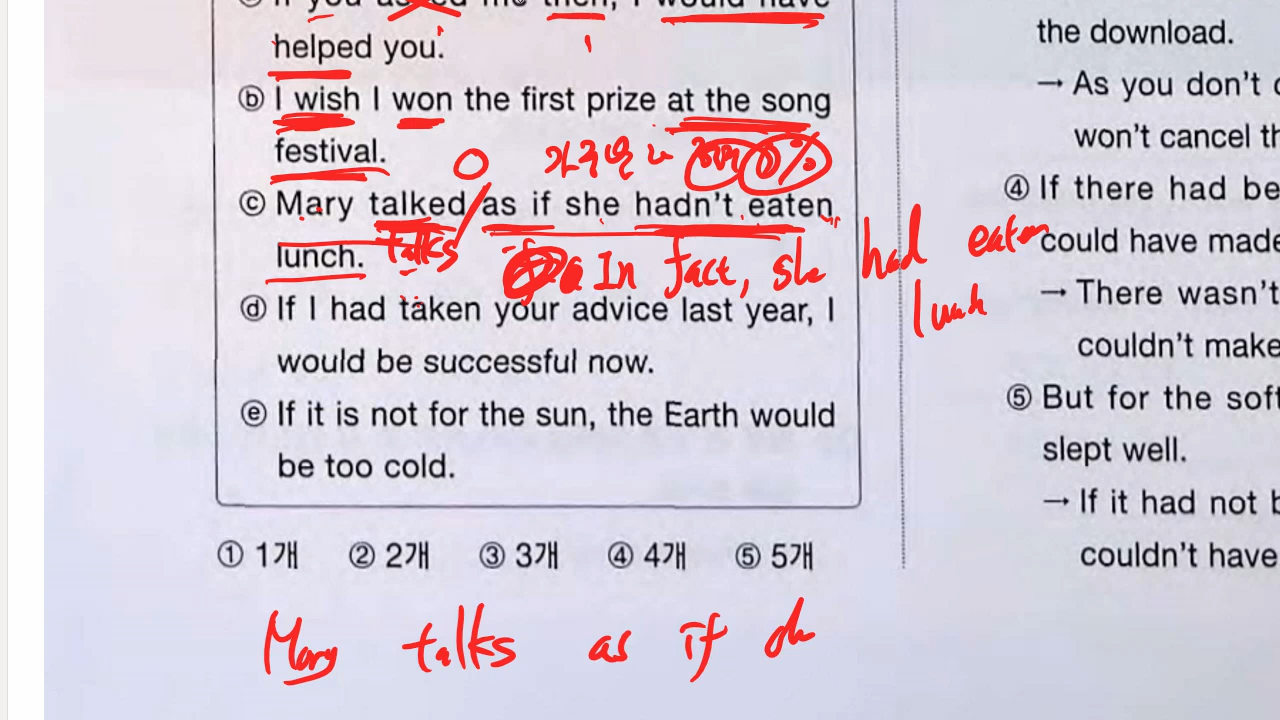 helped you.
ⓑ I wish I won the first prize at the song
festival.
ⓒ Mary talked as if she hadn't eaten
lunch.
talks
In fact, she had eaten
lunch
ⓓ If I had taken your advice last year, I
would be successful now.
ⓔ If it is not for the sun, the Earth would
be too cold.
① 1개 ② 2개 ③ 3개 ④ 4개 ⑤ 5개
Mary talks as if she
the download.
→ As you don't
won't cancel
④ If there had
could have made
→ There wasn't
couldn't make
⑤ But for the
slept well.
→ If it had not
couldn't have